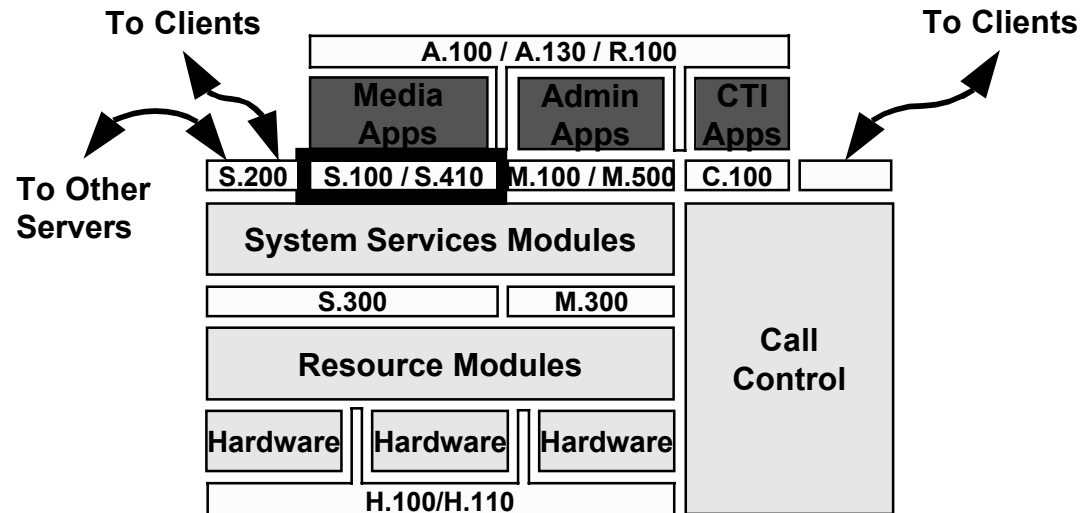 To Clients
To Clients
A.100 / A.130 / R.100
Media
Apps
Admin
Apps
CTI
Apps
To Other
Servers
S.200
S.100 / S.410
M.100 / M.500
C.100
System Services Modules
S.300
M.300
Resource Modules
Call
Control
Hardware
Hardware
Hardware
H.100/H.110